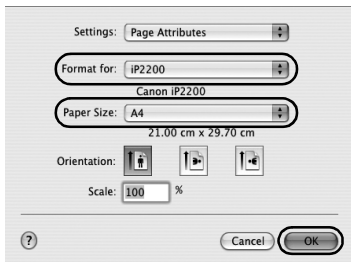 Settings: Page Attributes
Format for: iP2200
Canon iP2200
Paper Size: A4
21.00 cm x 29.70 cm
Orientation:
Scale: 100 %
? Cancel OK